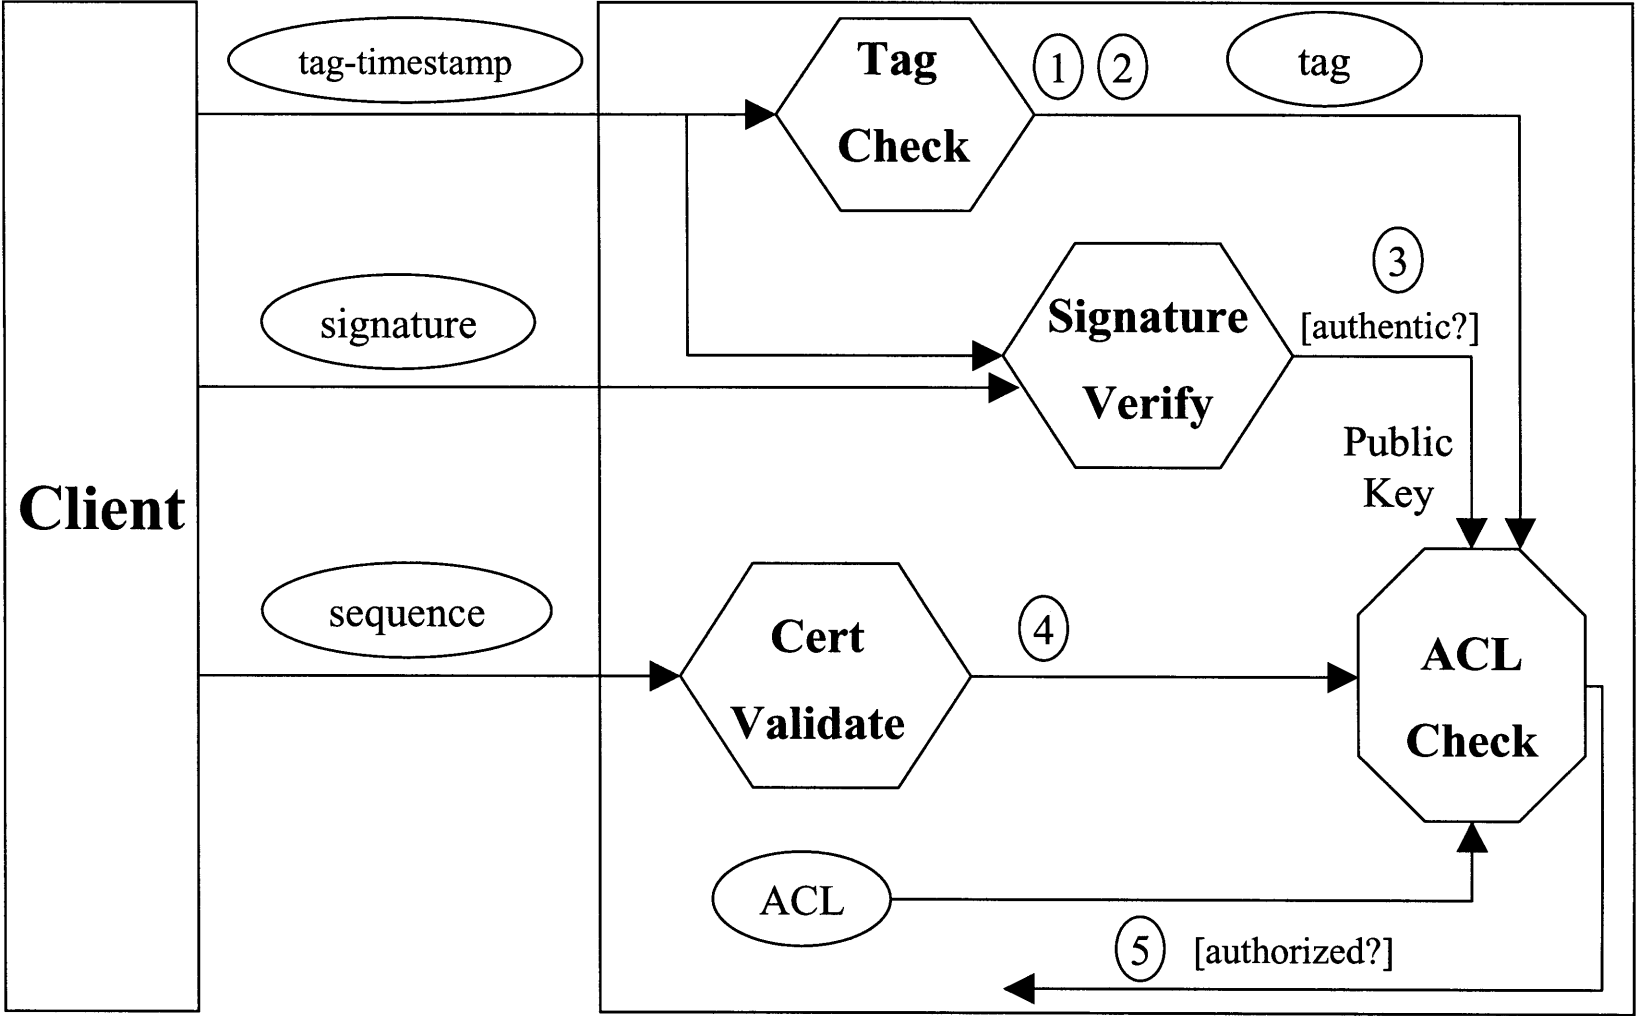 tag-timestamp
Tag
Check
1 2
tag
signature
Signature
Verify
3
[authentic?]
Public
Key
Client
sequence
Cert
Validate
4
ACL
Check
ACL
5 [authorized?]